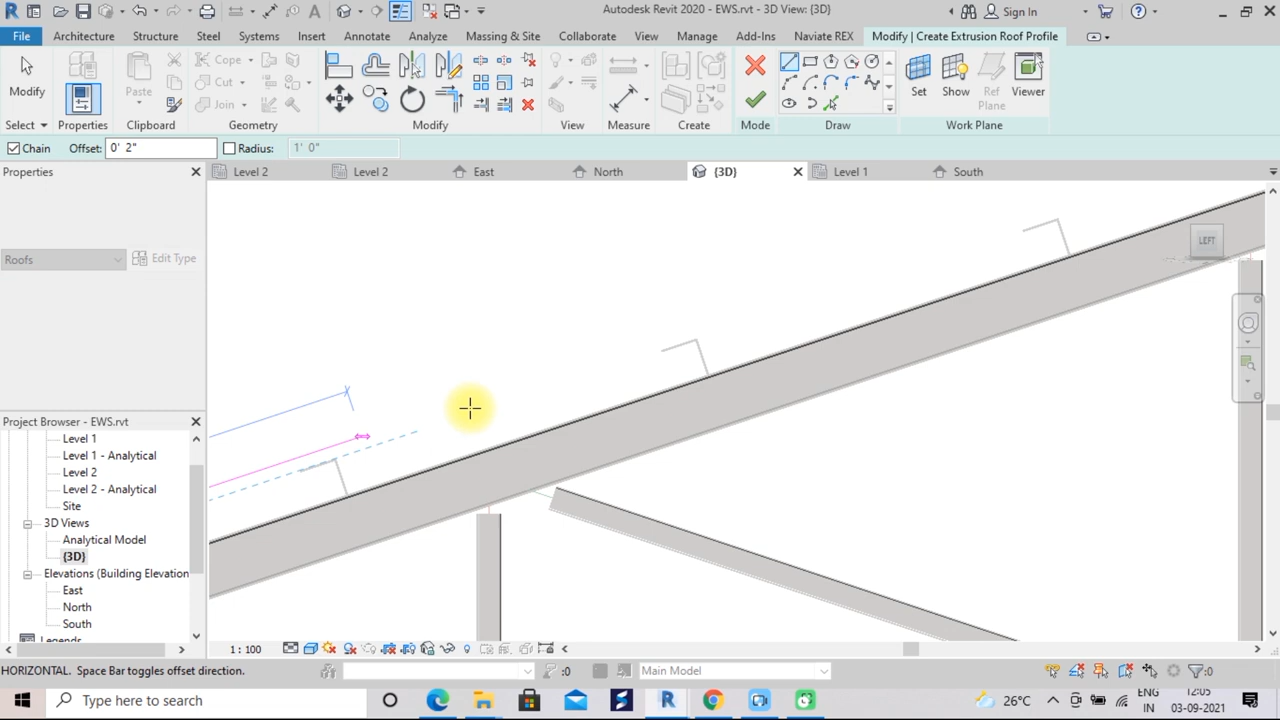 Autodesk Revit 2020 - EWS.rvt - 3D View: {3D}
Sign In
File Architecture Structure Steel Systems Insert Annotate Analyze Massing & Site Collaborate View Manage Add-Ins Naviate REX Modify | Create Extrusion Roof Profile
Modify Paste Cope Cut Join Set Show Ref Plane Viewer
Select Properties Clipboard Geometry Modify View Measure Create Mode Draw Work Plane
Chain Offset: 0' 2" Radius: 1' 0"
Properties
Level 2 Level 2 East North {3D} Level 1 South
LEFT
Roofs Edit Type
Project Browser - EWS.rvt
Level 1
Level 1 - Analytical
Level 2
Level 2 - Analytical
Site
3D Views
Analytical Model
{3D}
Elevations (Building Elevation
East
North
South
Legends
1 : 100
HORIZONTAL. Space Bar toggles offset direction.
:0 Main Model :0
Type here to search
26°C
ENG
IN
12:05
03-09-2021